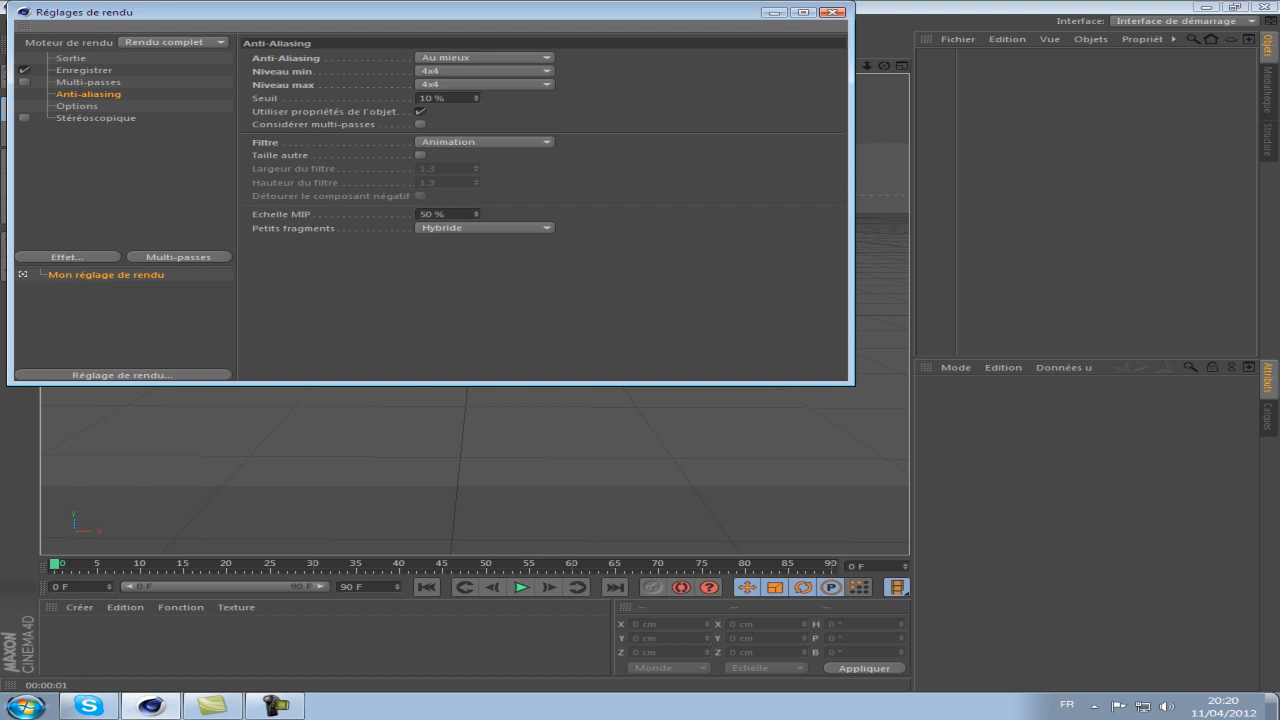 Réglages de rendu
Interface: Interface de démarrage
Moteur de rendu Rendu complet
Sortie
Enregistrer
Multi-passes
Anti-aliasing
Options
Stéréoscopique
Effet... Multi-passes
Mon réglage de rendu
Réglage de rendu...
Anti-Aliasing
Anti-Aliasing Au mieux
Niveau min 4x4
Niveau max 4x4
Seuil 10 %
Utiliser propriétés de l'objet.
Considérer multi-passes
Filtre Animation
Taille autre
Largeur du filtre 1.3
Hauteur du filtre 1.3
Détourer le composant négatif
Echelle MIP 50 %
Petits fragments Hybride
Fichier Edition Vue Objets Propriét
Objets
Médiathèque
Structure
Mode Edition Données u
Attributs
Calques
Y
X
0 5 10 15 20 25 30 35 40 45 50 55 60 65 70 75 80 85 90 0 F
0 F 0 F 90 F 90 F
Créer Edition Fonction Texture
-- -- --
X 0 cm X 0 cm H 0 °
Y 0 cm Y 0 cm P 0 °
Z 0 cm Z 0 cm B 0 °
Monde Echelle Appliquer
MAXON
CINEMA4D
00:00:01
FR
20:20
11/04/2012